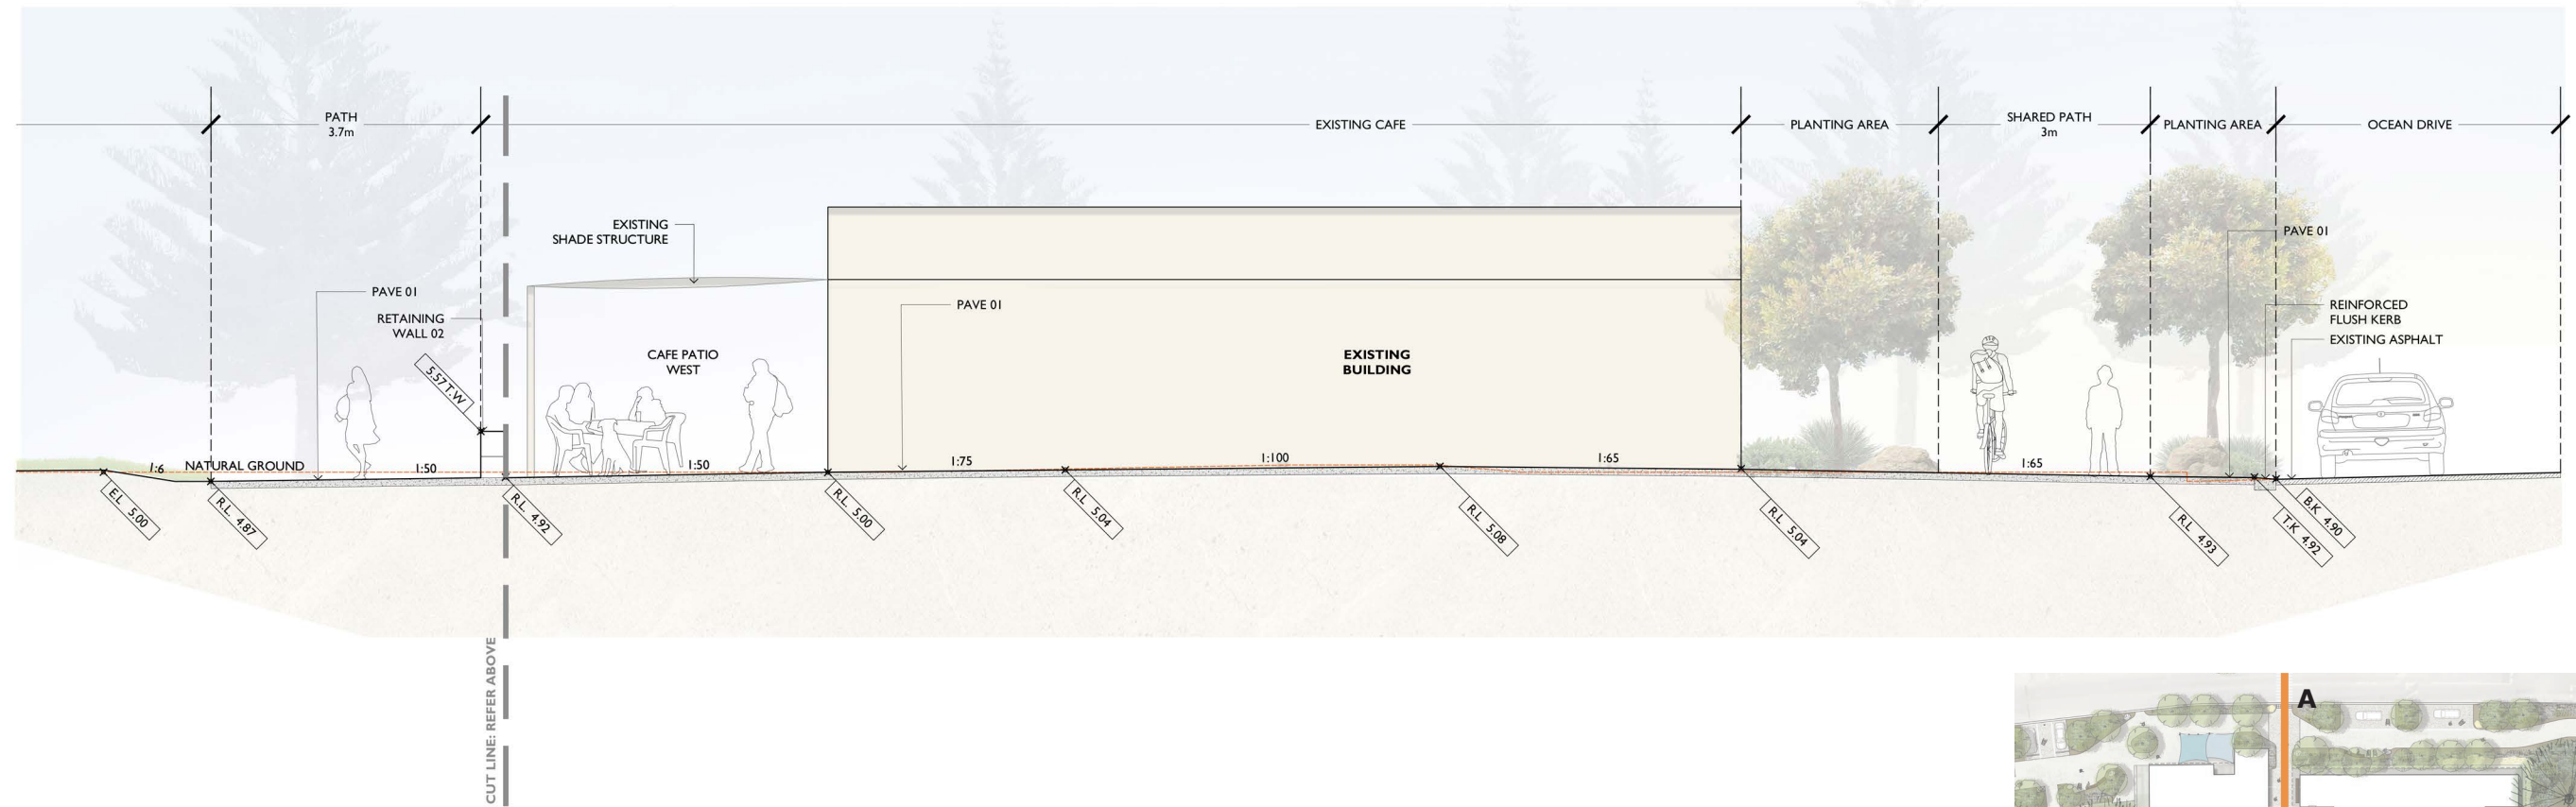 PATH
3.7m
EXISTING CAFE
PLANTING AREA
SHARED PATH
3m
PLANTING AREA
OCEAN DRIVE
EXISTING
SHADE STRUCTURE
PAVE 01
PAVE 01
RETAINING
WALL 02
PAVE 01
REINFORCED
FLUSH KERB
EXISTING ASPHALT
CAFE PATIO
WEST
EXISTING
BUILDING
5.57 T.W
1:6
NATURAL GROUND
1:50
1:50
1:75
1:100
1:65
1:65
E.L 5.00
R.L 4.87
R.L 4.92
R.L 5.00
R.L 5.04
R.L 5.08
R.L 5.04
R.L 4.93
T.K 4.92
B.K 4.90
CUT LINE: REFER ABOVE
A